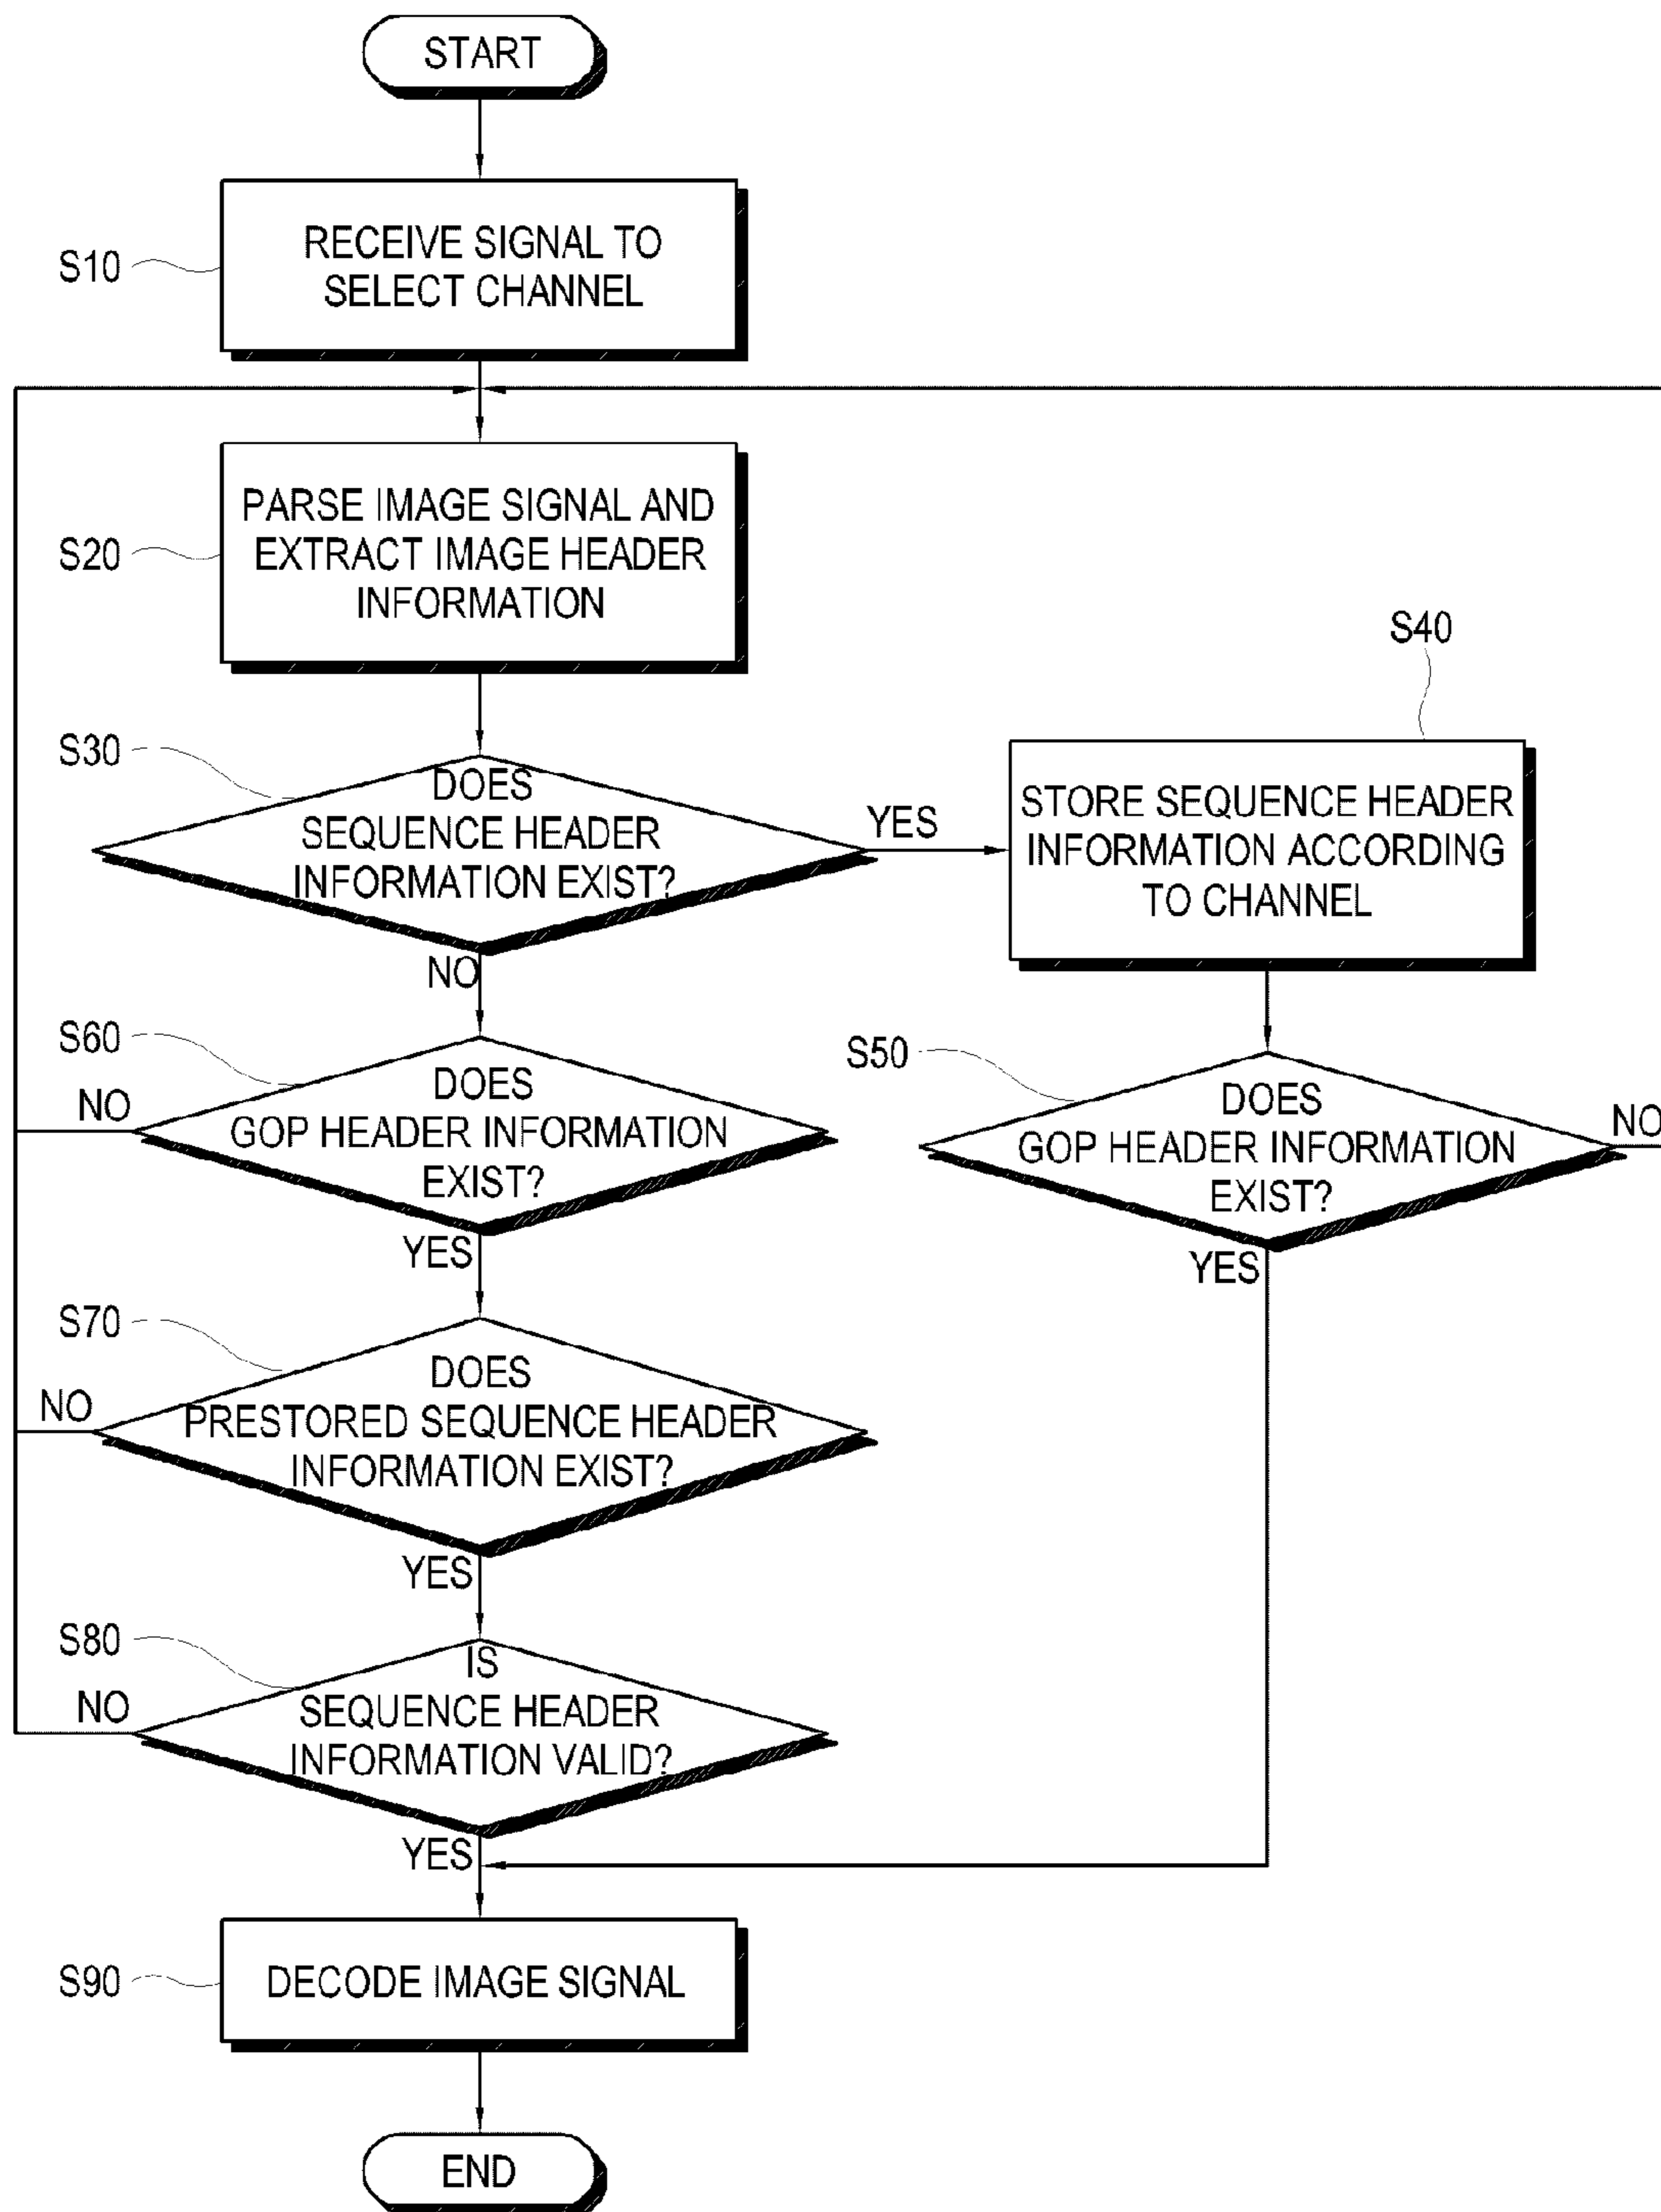 START
S10
RECEIVE SIGNAL TO
SELECT CHANNEL
S20
PARSE IMAGE SIGNAL AND
EXTRACT IMAGE HEADER
INFORMATION
S30
DOES
SEQUENCE HEADER
INFORMATION EXIST?
YES
NO
S40
STORE SEQUENCE HEADER
INFORMATION ACCORDING
TO CHANNEL
S50
DOES
GOP HEADER INFORMATION
EXIST?
NO
YES
S60
DOES
GOP HEADER INFORMATION
EXIST?
NO
YES
S70
DOES
PRESTORED SEQUENCE HEADER
INFORMATION EXIST?
NO
YES
S80
IS
SEQUENCE HEADER
INFORMATION VALID?
NO
YES
S90
DECODE IMAGE SIGNAL
END